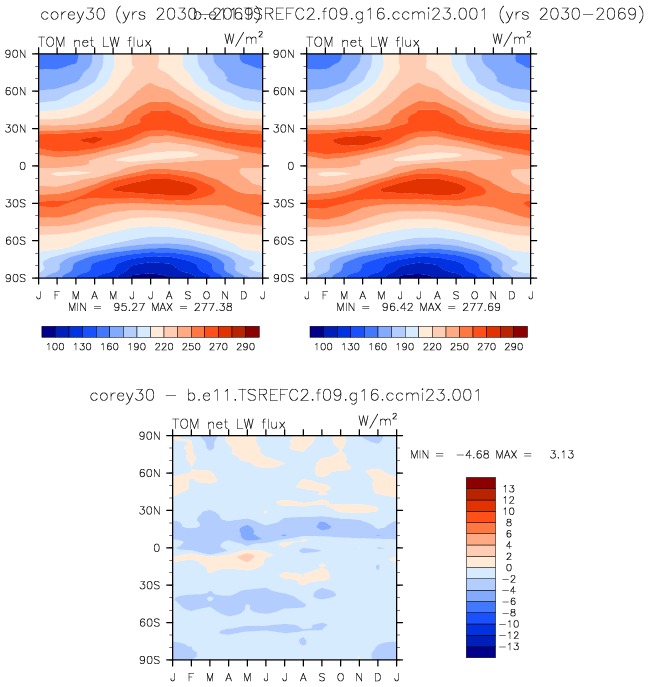 corey30 (yrs 2030-2069)
b.e11.TSREFC2.f09.g16.ccmi23.001 (yrs 2030-2069)
TOM net LW flux W/m²
TOM net LW flux W/m²
90N
60N
30N
0
30S
60S
90S
90N
60N
30N
0
30S
60S
90S
J F M A M J J A S O N D J
J F M A M J J A S O N D J
MIN = 95.27 MAX = 277.38
MIN = 96.42 MAX = 277.69
100 130 160 190 220 250 270 290
100 130 160 190 220 250 270 290
corey30 - b.e11.TSREFC2.f09.g16.ccmi23.001
TOM net LW flux W/m²
MIN = -4.68 MAX = 3.13
90N
60N
30N
0
30S
60S
90S
J F M A M J J A S O N D J
13
12
10
8
6
4
2
0
-2
-4
-6
-8
-10
-12
-13